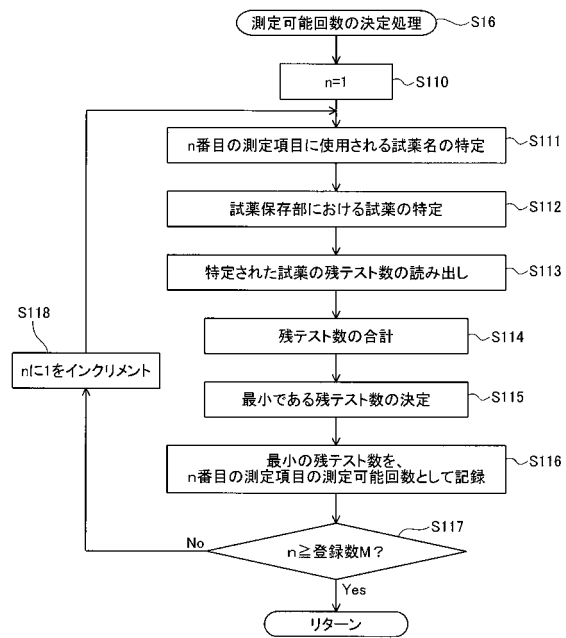 測定可能回数の決定処理
S16
n=1
S110
n番目の測定項目に使用される試薬名の特定
S111
試薬保存部における試薬の特定
S112
特定された試薬の残テスト数の読み出し
S113
残テスト数の合計
S114
最小である残テスト数の決定
S115
最小の残テスト数を、
n番目の測定項目の測定可能回数として記録
S116
S117
n≧登録数M?
No
Yes
S118
nに1をインクリメント
リターン